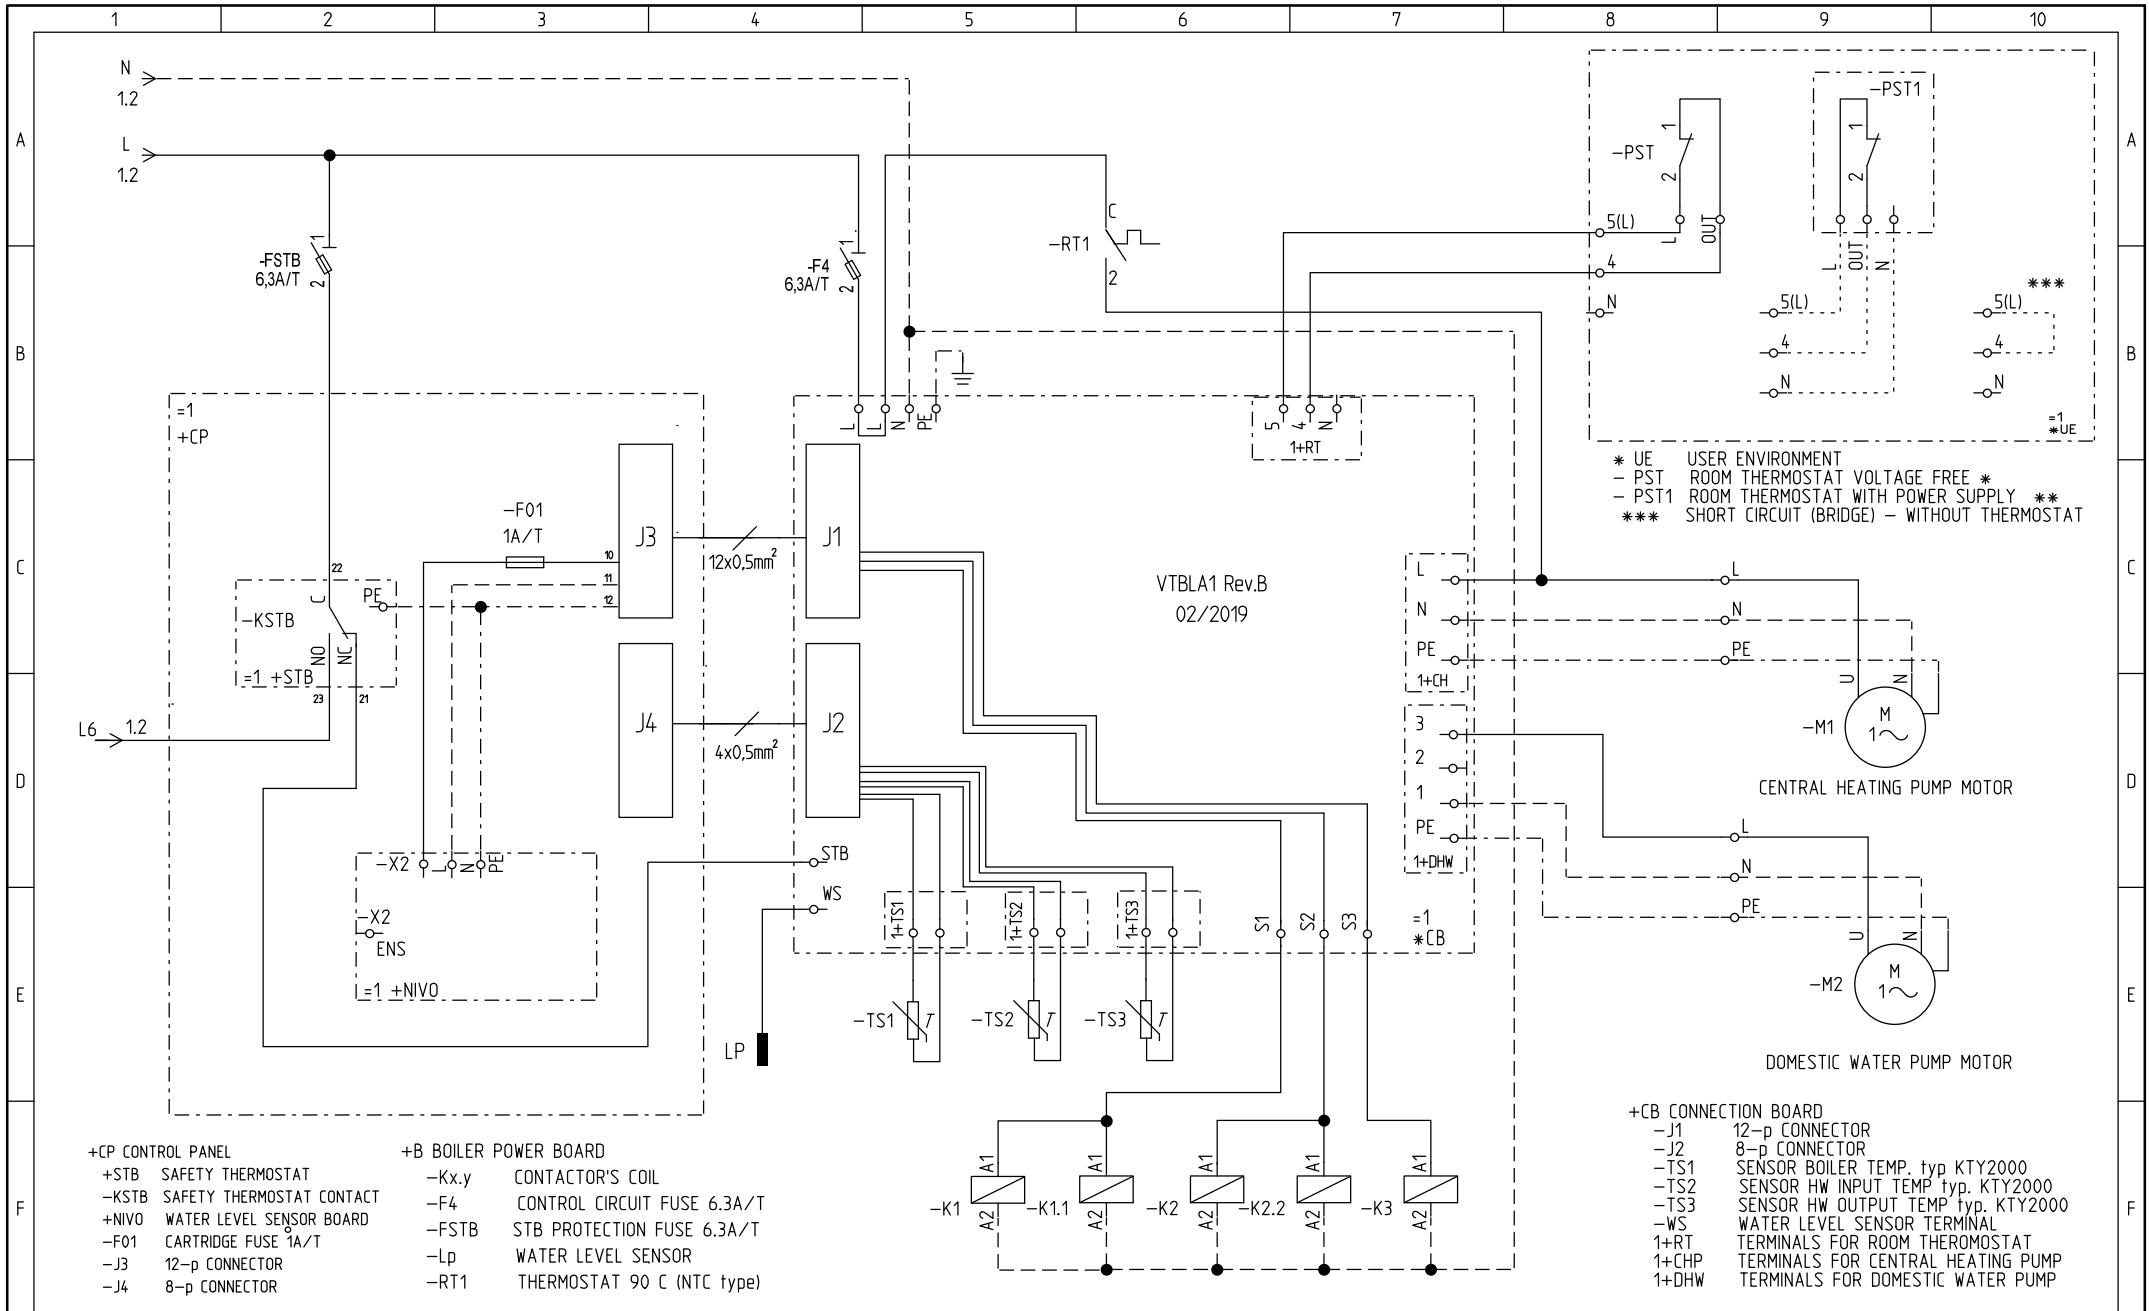 1 2 3 4 5 6 7 8 9 10
A
B
C
D
E
F
A
B
C
D
E
F
N
1.2
L
1.2
-FSTB
6,3A/T
1
2
-F4
6,3A/T
1
2
-RT1
C
2
-PST
1
2
L
OUT
5(L)
4
N
-PST1
1
2
L
OUT
N
5(L)
4
N
***
5(L)
4
N
=1
*UE
* UE USER ENVIRONMENT
- PST ROOM THERMOSTAT VOLTAGE FREE *
- PST1 ROOM THERMOSTAT WITH POWER SUPPLY **
*** SHORT CIRCUIT (BRIDGE) - WITHOUT THERMOSTAT
=1
+CP
L L N PE
5 4 N
1+RT
-F01
1A/T
10
11
12
J3
12x0,5mm²
J1
VTBLA1 Rev.B
02/2019
22
C
PE
-KSTB
NO
NC
=1 +STB
23
21
L6 1.2
J4
4x0,5mm²
J2
L
N
PE
1+CH
L
N
PE
U
N
-M1
M
1~
CENTRAL HEATING PUMP MOTOR
3
2
1
PE
1+DHW
L
N
PE
U
N
-M2
M
1~
DOMESTIC WATER PUMP MOTOR
-X2 L N PE
-X2
ENS
=1 +NIVO
STB
WS
LP
1+TS1
1+TS2
1+TS3
S1
S2
S3
=1
*CB
-TS1 T
-TS2 T
-TS3 T
A1 A1 A1 A1 A1
-K1 -K1.1 -K2 -K2.2 -K3
A2 A2 A2 A2 A2
+CP CONTROL PANEL
+STB SAFETY THERMOSTAT
-KSTB SAFETY THERMOSTAT CONTACT
+NIVO WATER LEVEL SENSOR BOARD
-F01 CARTRIDGE FUSE 1A/T
-J3 12-p CONNECTOR
-J4 8-p CONNECTOR
+B BOILER POWER BOARD
-Kx.y CONTACTOR'S COIL
-F4 CONTROL CIRCUIT FUSE 6.3A/T
-FSTB STB PROTECTION FUSE 6.3A/T
-Lp WATER LEVEL SENSOR
-RT1 THERMOSTAT 90 C (NTC type)
+CB CONNECTION BOARD
-J1 12-p CONNECTOR
-J2 8-p CONNECTOR
-TS1 SENSOR BOILER TEMP. typ KTY2000
-TS2 SENSOR HW INPUT TEMP typ. KTY2000
-TS3 SENSOR HW OUTPUT TEMP typ. KTY2000
-WS WATER LEVEL SENSOR TERMINAL
1+RT TERMINALS FOR ROOM THEROMOSTAT
1+CHP TERMINALS FOR CENTRAL HEATING PUMP
1+DHW TERMINALS FOR DOMESTIC WATER PUMP